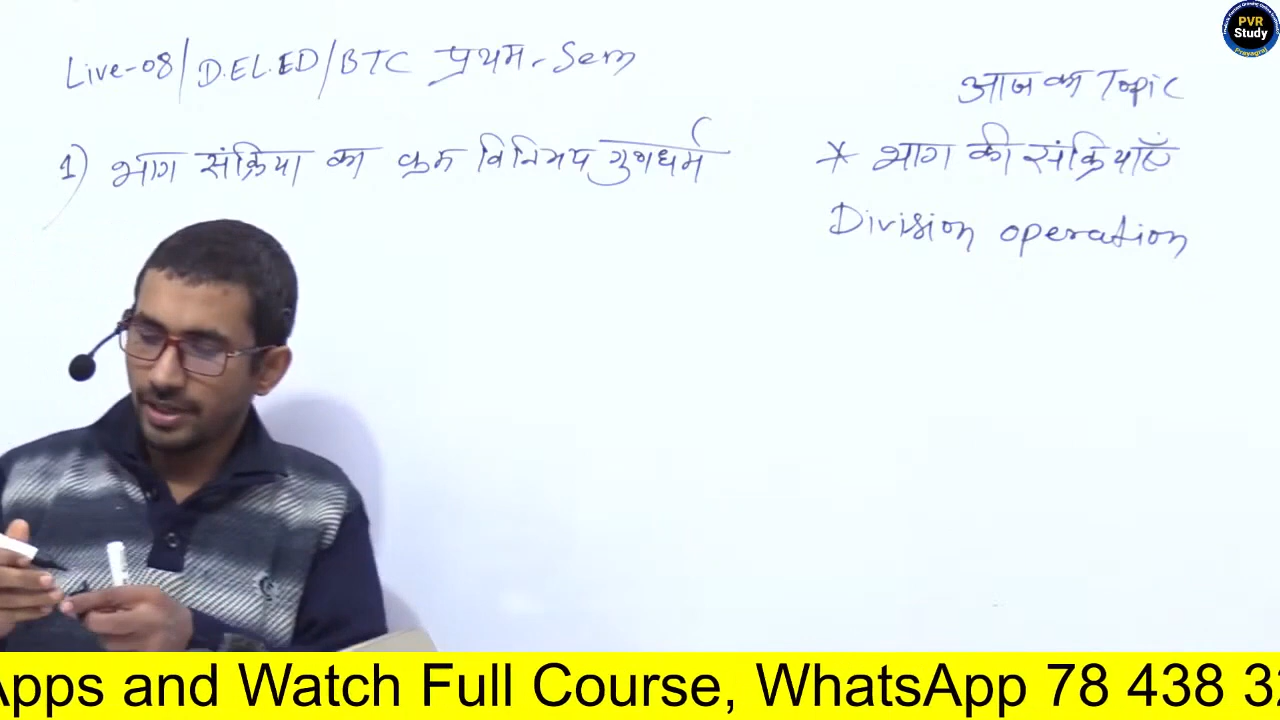 Live-08/D.EL.ED/BTC प्रथम- Sem
आज का Topic
1) भाग संक्रिया का क्रम विनिमय गुणधर्म (
* भाग की संक्रियाएँ
Division operation
PVR
Study
Prayagraj
Apps and Watch Full Course, WhatsApp 78 438 3